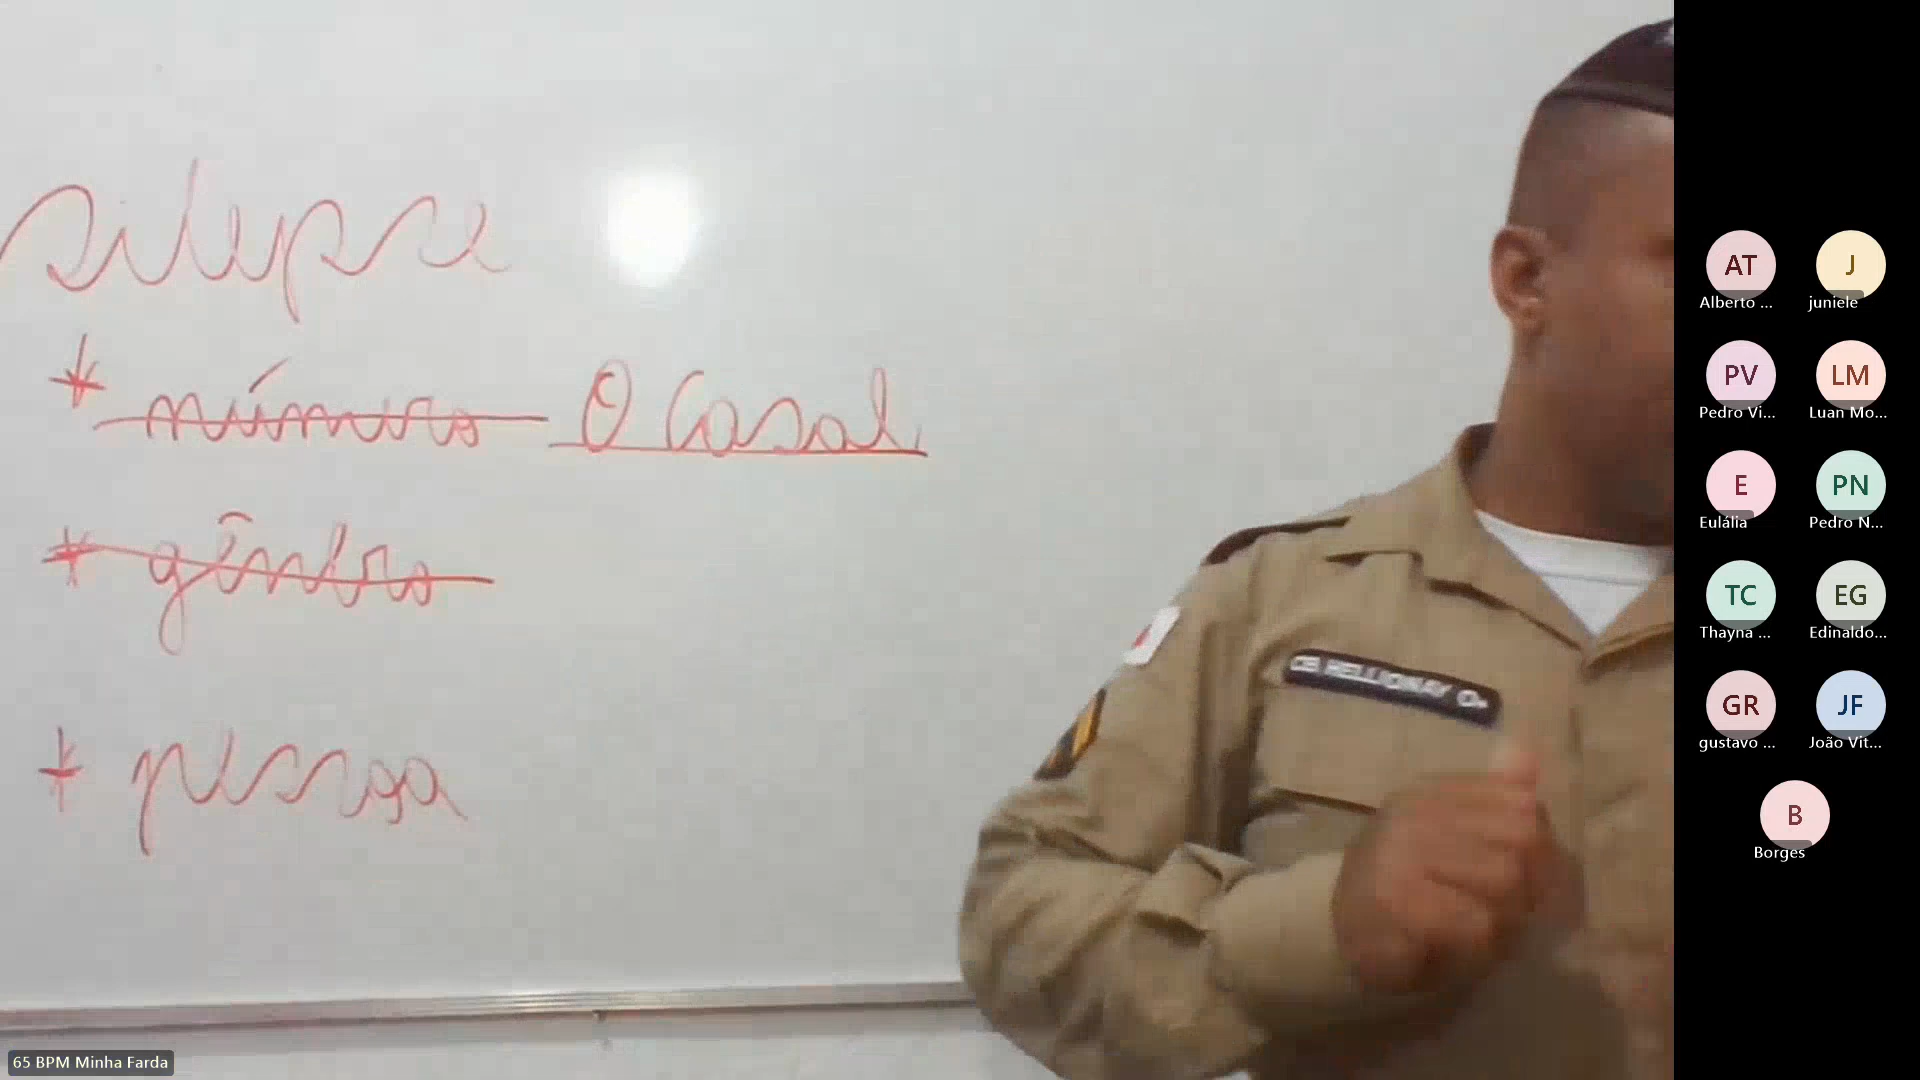 silepse
* número O Casal
* gênero
* pessoa
CB HELLIONAY O+
AT
Alberto ...
J
juniele
PV
Pedro Vi...
LM
Luan Mo...
E
Eulália
PN
Pedro N...
TC
Thayna ...
EG
Edinaldo...
GR
gustavo ...
JF
João Vit...
B
Borges
65 BPM Minha Farda